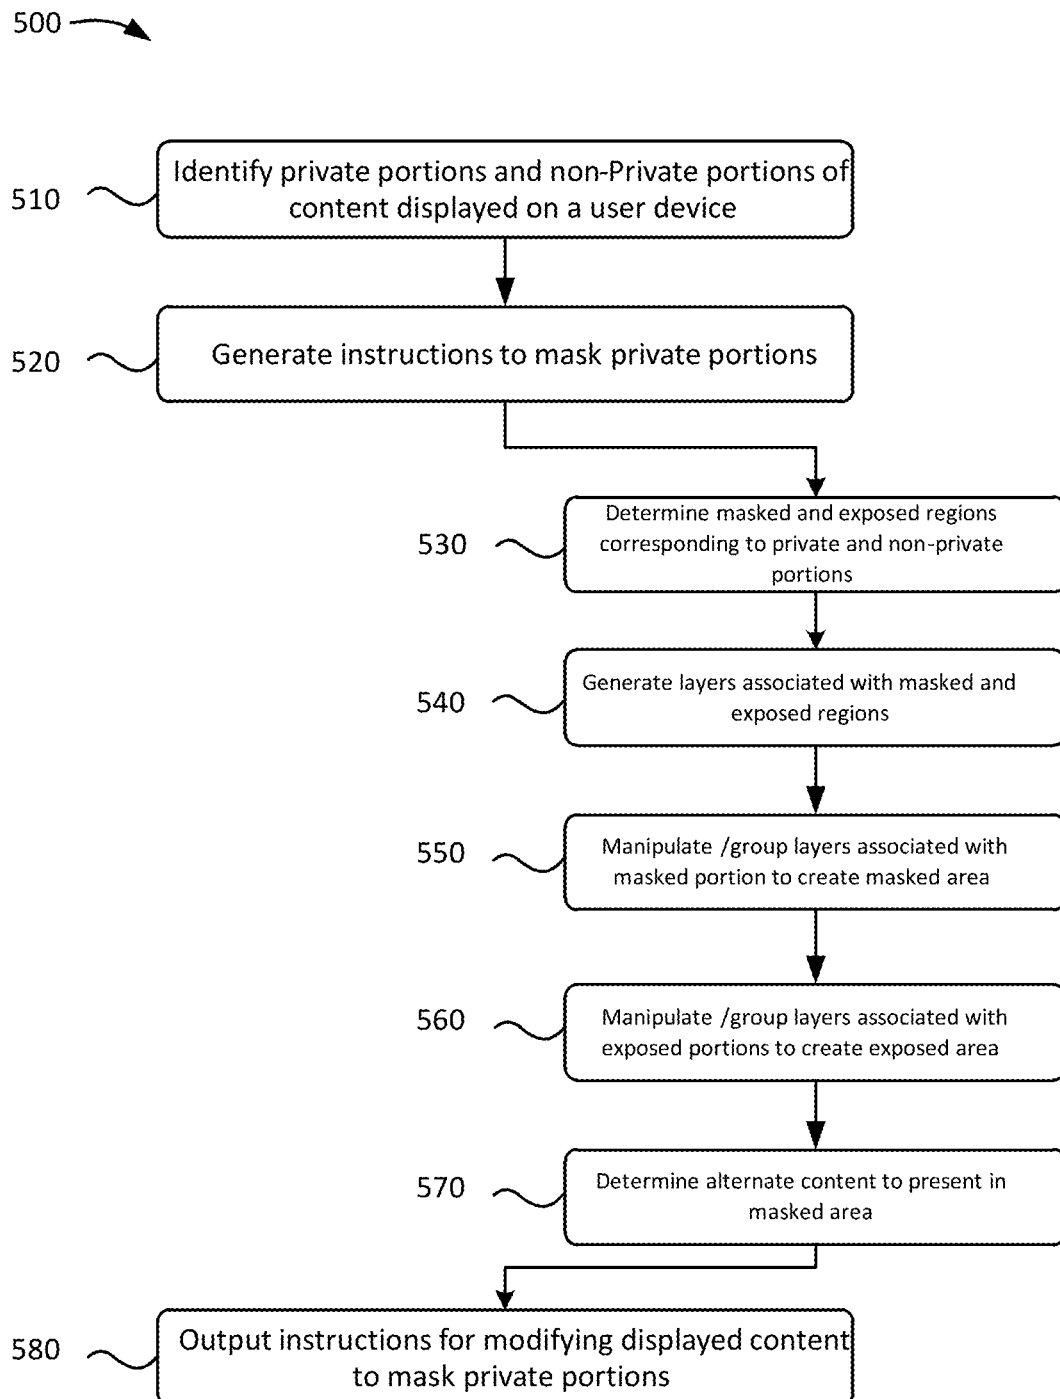 500
510
Identify private portions and non-Private portions of
content displayed on a user device
520
Generate instructions to mask private portions
530
Determine masked and exposed regions
corresponding to private and non-private
portions
540
Generate layers associated with masked and
exposed regions
550
Manipulate /group layers associated with
masked portion to create masked area
560
Manipulate /group layers associated with
exposed portions to create exposed area
570
Determine alternate content to present in
masked area
580
Output instructions for modifying displayed content
to mask private portions